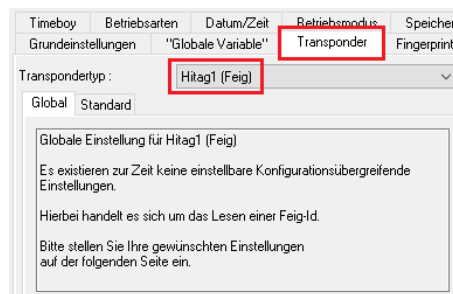 Timeboy Betriebsarten Datum/Zeit Betriebsmodus Speicher
Grundeinstellungen "Globale Variable" Transponder Fingerprint
Transpondertyp : Hitag1 (Feig)
Global Standard
Globale Einstellung für Hitag1 (Feig)
Es existieren zur Zeit keine einstellbare Konfigurationsübergreifende
Einstellungen.
Hierbei handelt es sich um das Lesen einer Feig-Id.
Bitte stellen Sie Ihre gewünschten Einstellungen
auf der folgenden Seite ein.